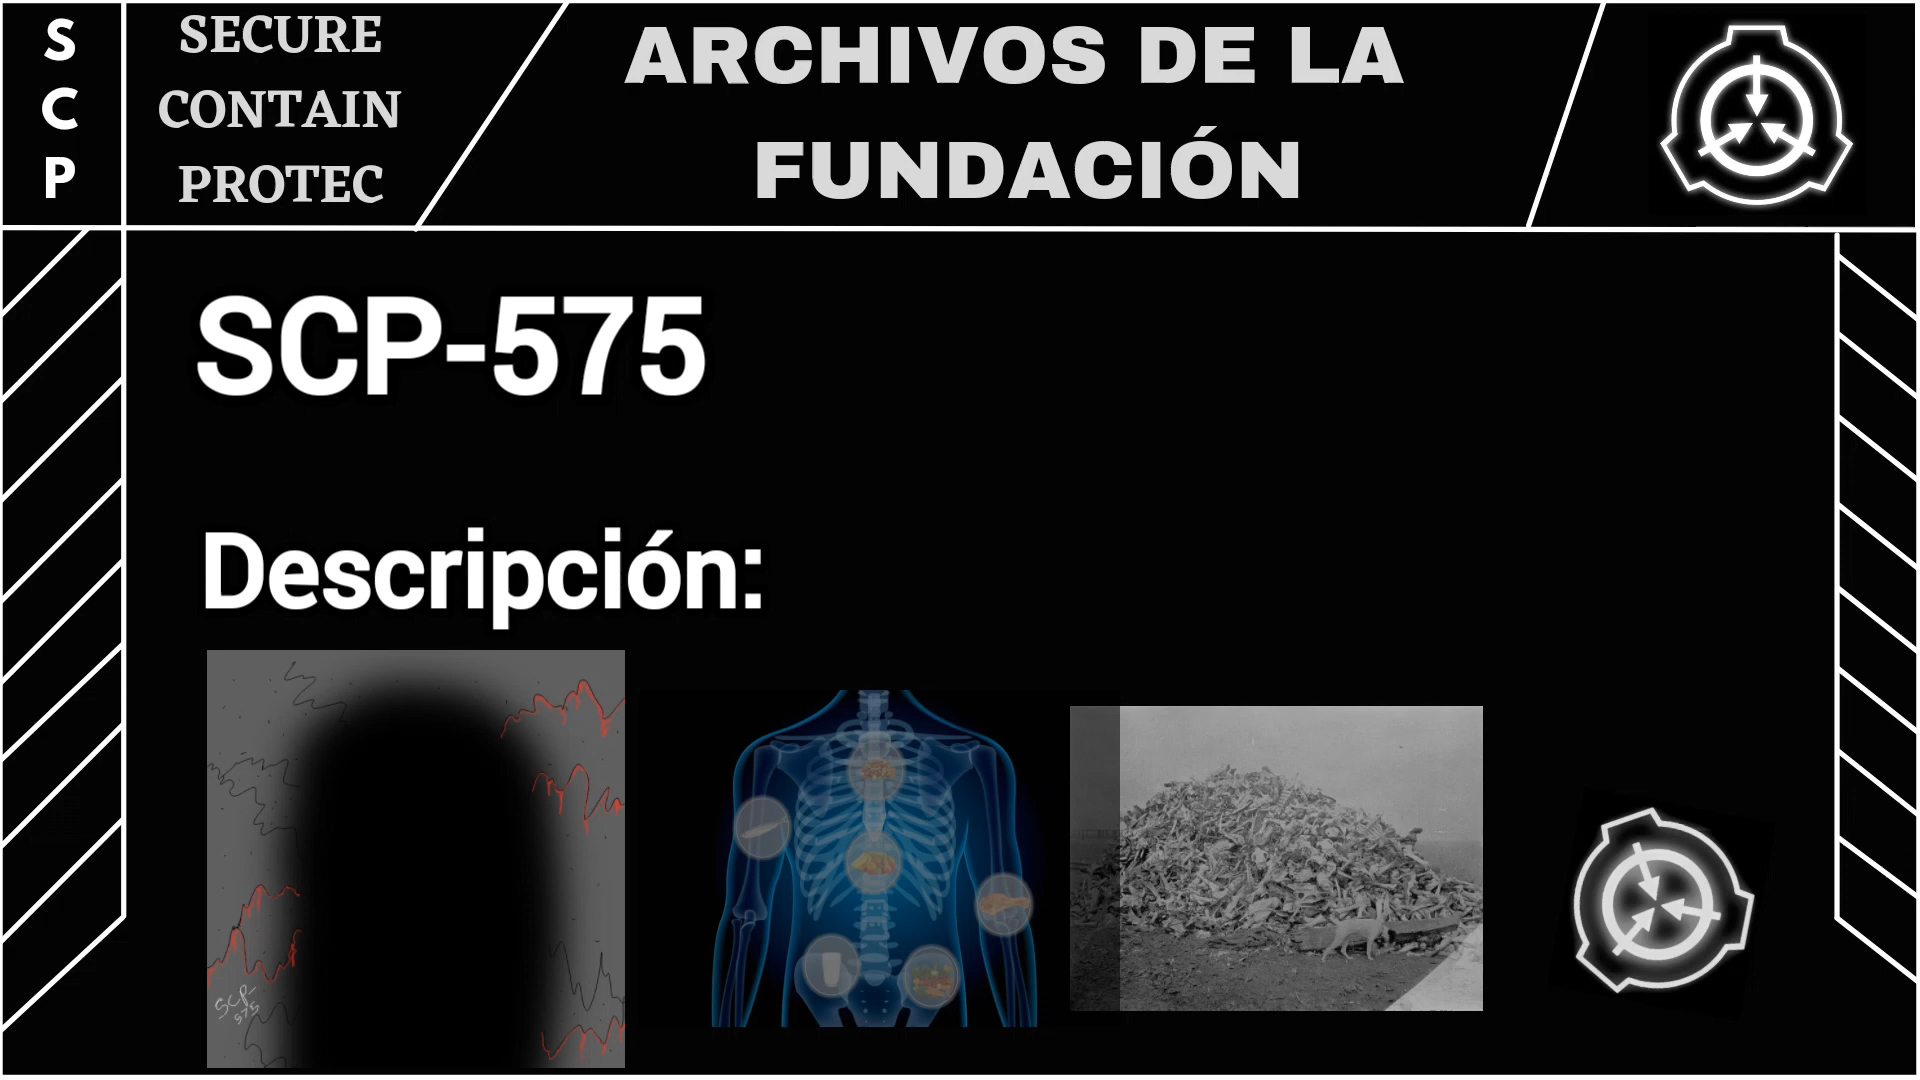 S
C
P
SECURE
CONTAIN
PROTEC
ARCHIVOS DE LA
FUNDACIÓN
SCP-575
Descripción:
SCP-
575